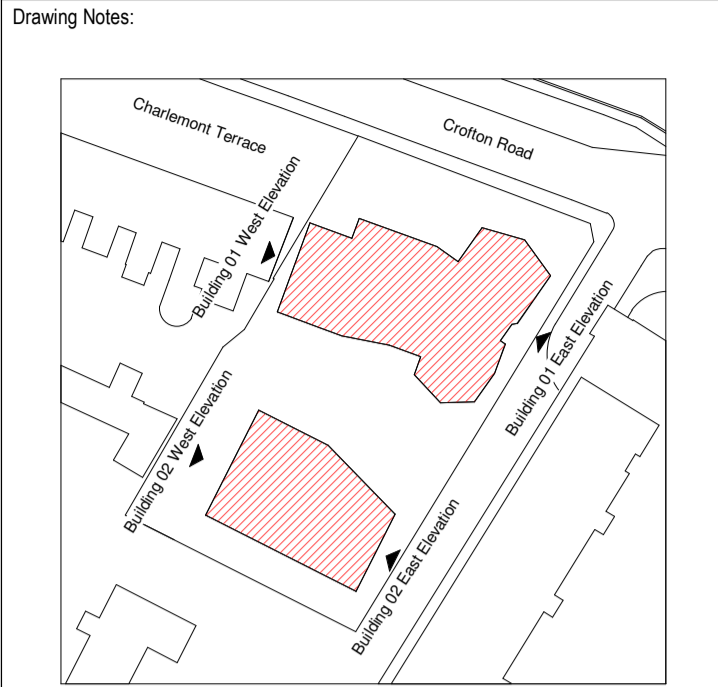 Drawing Notes:
Charlemont Terrace
Crofton Road
Building 01 West Elevation
Building 01 East Elevation
Building 02 West Elevation
Building 02 East Elevation